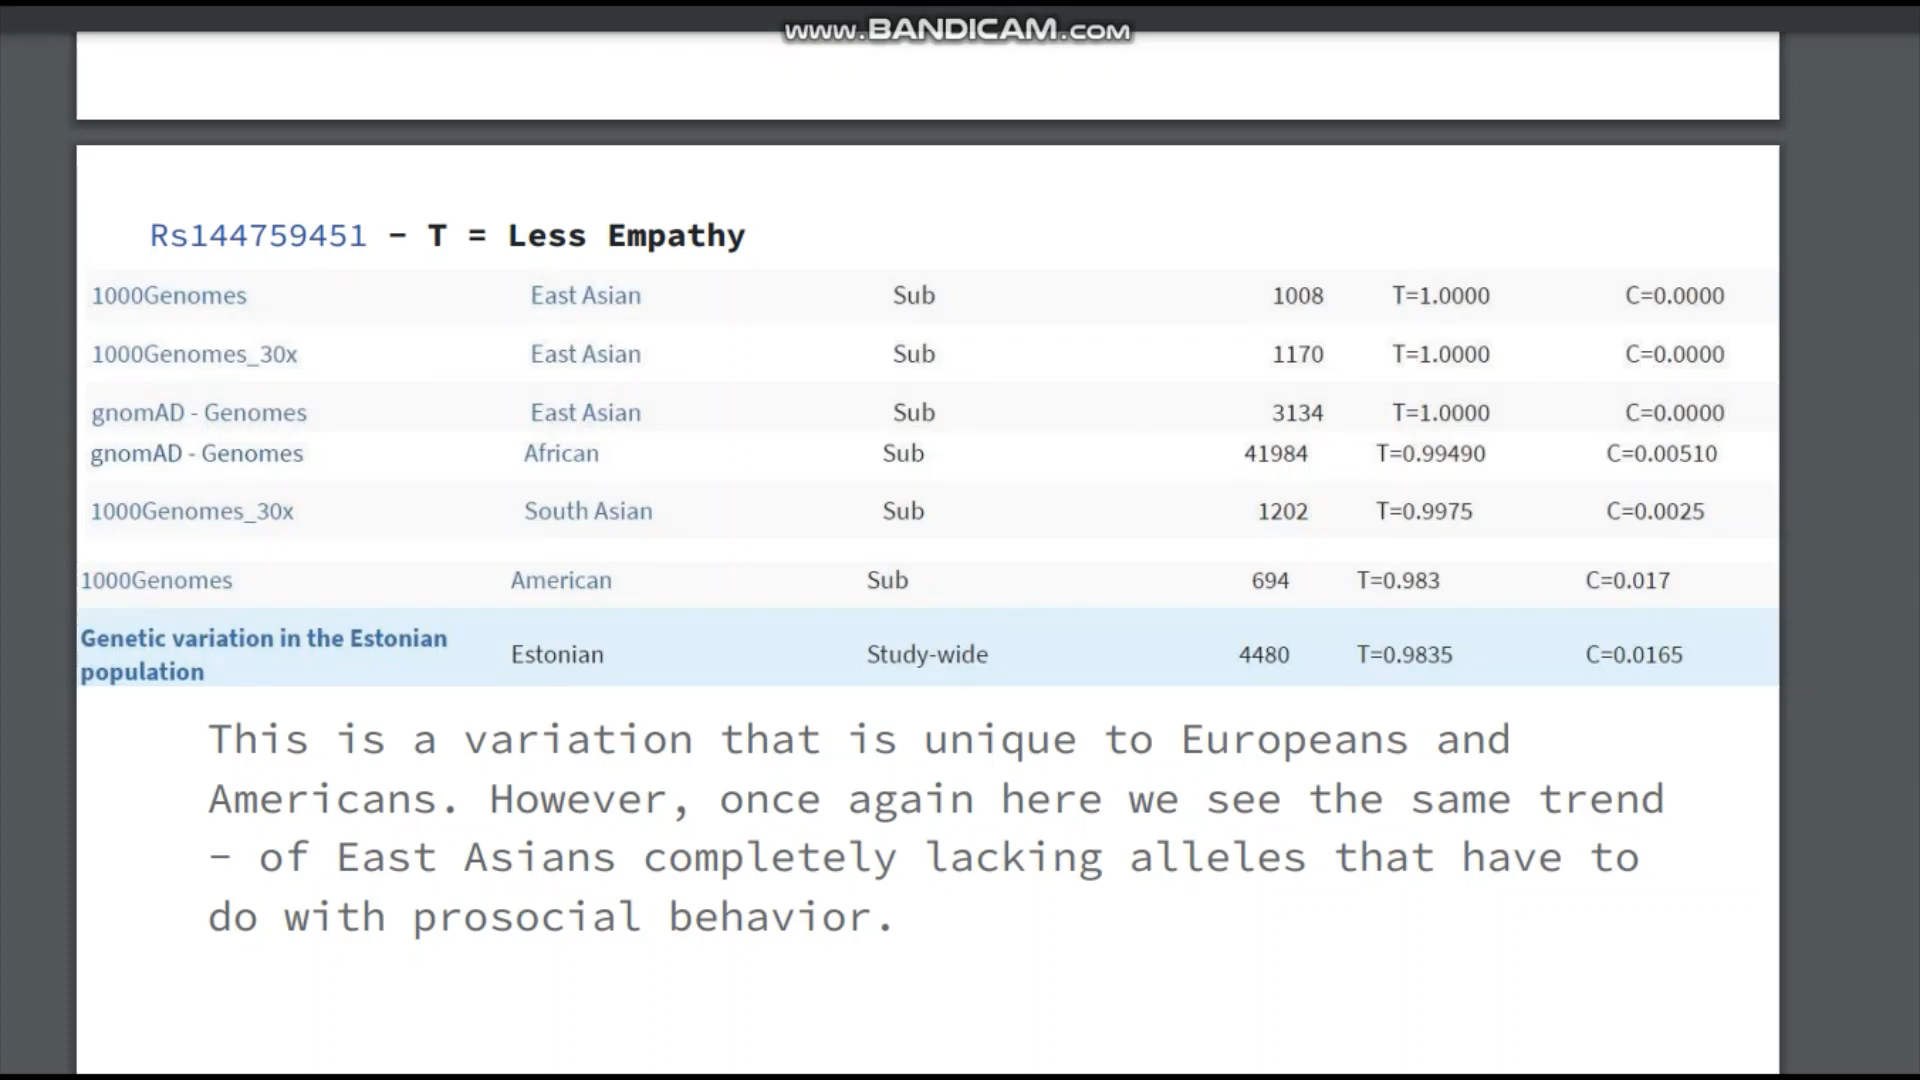 www.BANDICAM.com
Rs144759451 - T = Less Empathy
1000Genomes East Asian Sub 1008 T=1.0000 C=0.0000
1000Genomes_30x East Asian Sub 1170 T=1.0000 C=0.0000
gnomAD - Genomes East Asian Sub 3134 T=1.0000 C=0.0000
gnomAD - Genomes African Sub 41984 T=0.99490 C=0.00510
1000Genomes_30x South Asian Sub 1202 T=0.9975 C=0.0025
1000Genomes American Sub 694 T=0.983 C=0.017
Genetic variation in the Estonian
population Estonian Study-wide 4480 T=0.9835 C=0.0165
This is a variation that is unique to Europeans and
Americans. However, once again here we see the same trend
- of East Asians completely lacking alleles that have to
do with prosocial behavior.